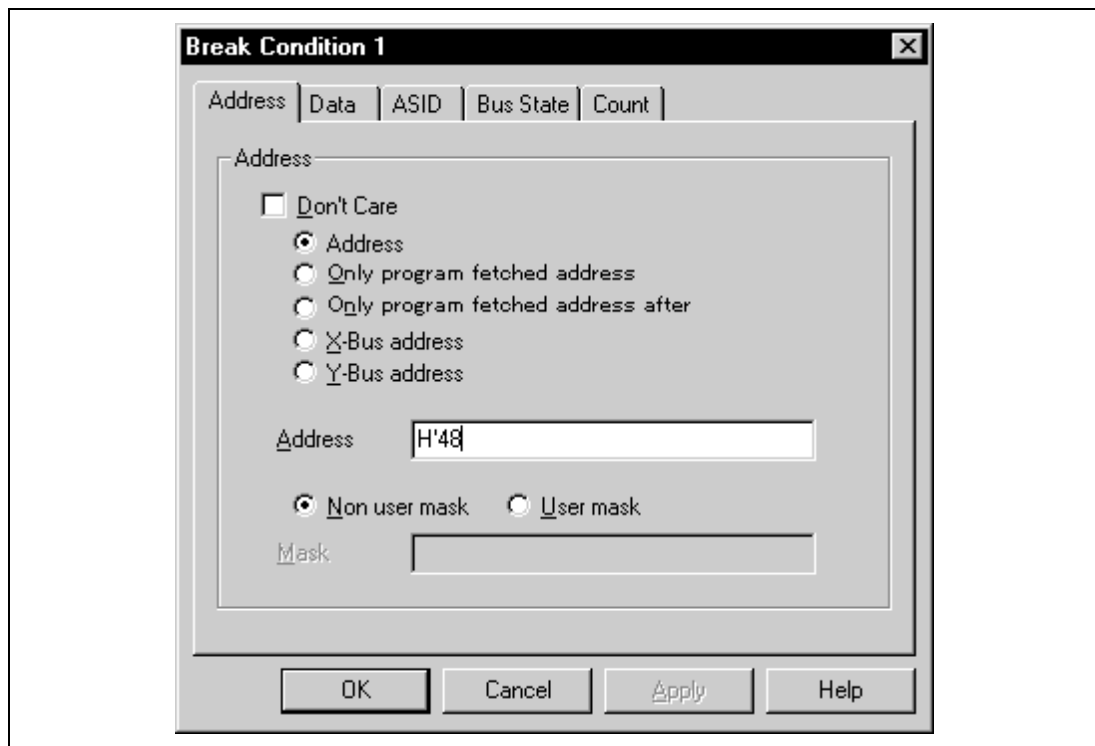 Break Condition 1
Address Data ASID Bus State Count
Address
Don't Care
Address
Only program fetched address
Only program fetched address after
X-Bus address
Y-Bus address
Address H'48
Non user mask User mask
Mask
OK Cancel Apply Help